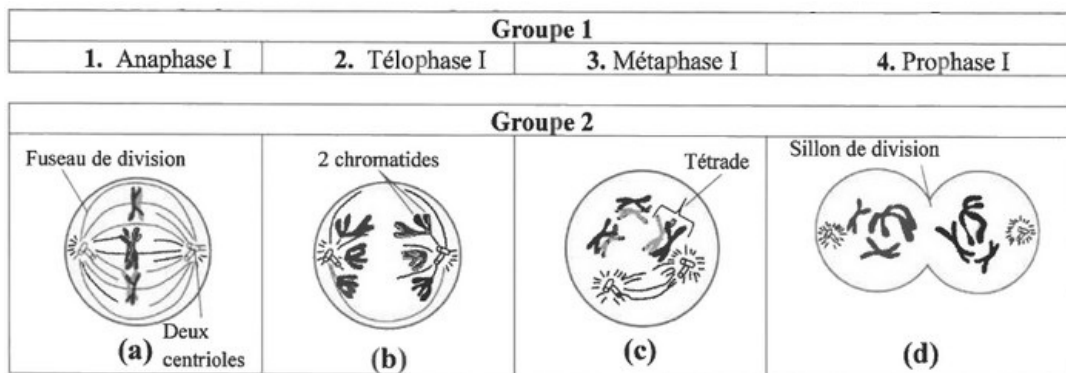 Groupe 1
1. Anaphase I 2. Télophase I 3. Métaphase I 4. Prophase I
Groupe 2
Fuseau de division
2 chromatides
Tétrade
Sillon de division
Deux
centrioles
(a) (b) (c) (d)